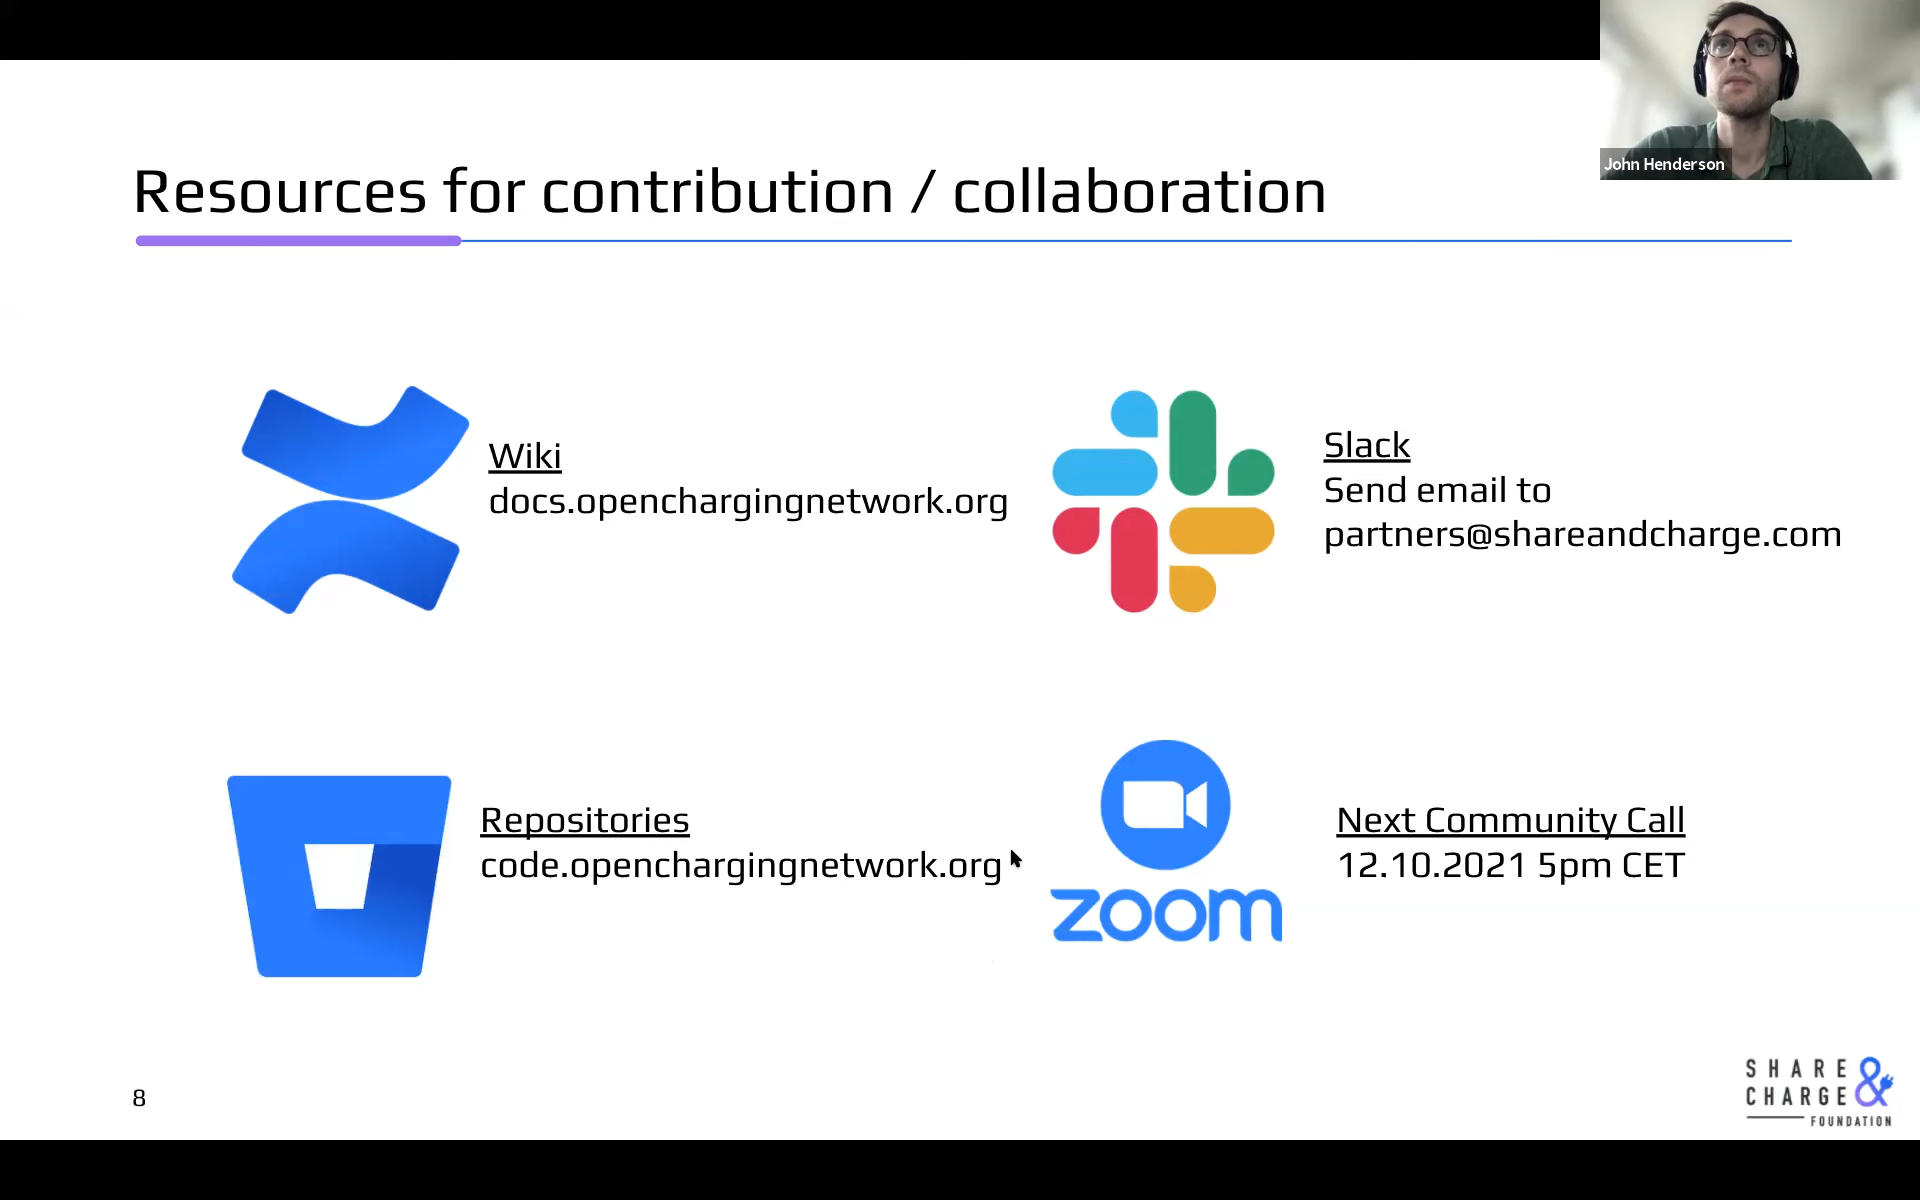 John Henderson
Resources for contribution / collaboration
Wiki
docs.openchargingnetwork.org
Slack
Send email to
partners@shareandcharge.com
Repositories
code.openchargingnetwork.org
zoom
Next Community Call
12.10.2021 5pm CET
8
SHARE &
CHARGE
FOUNDATION